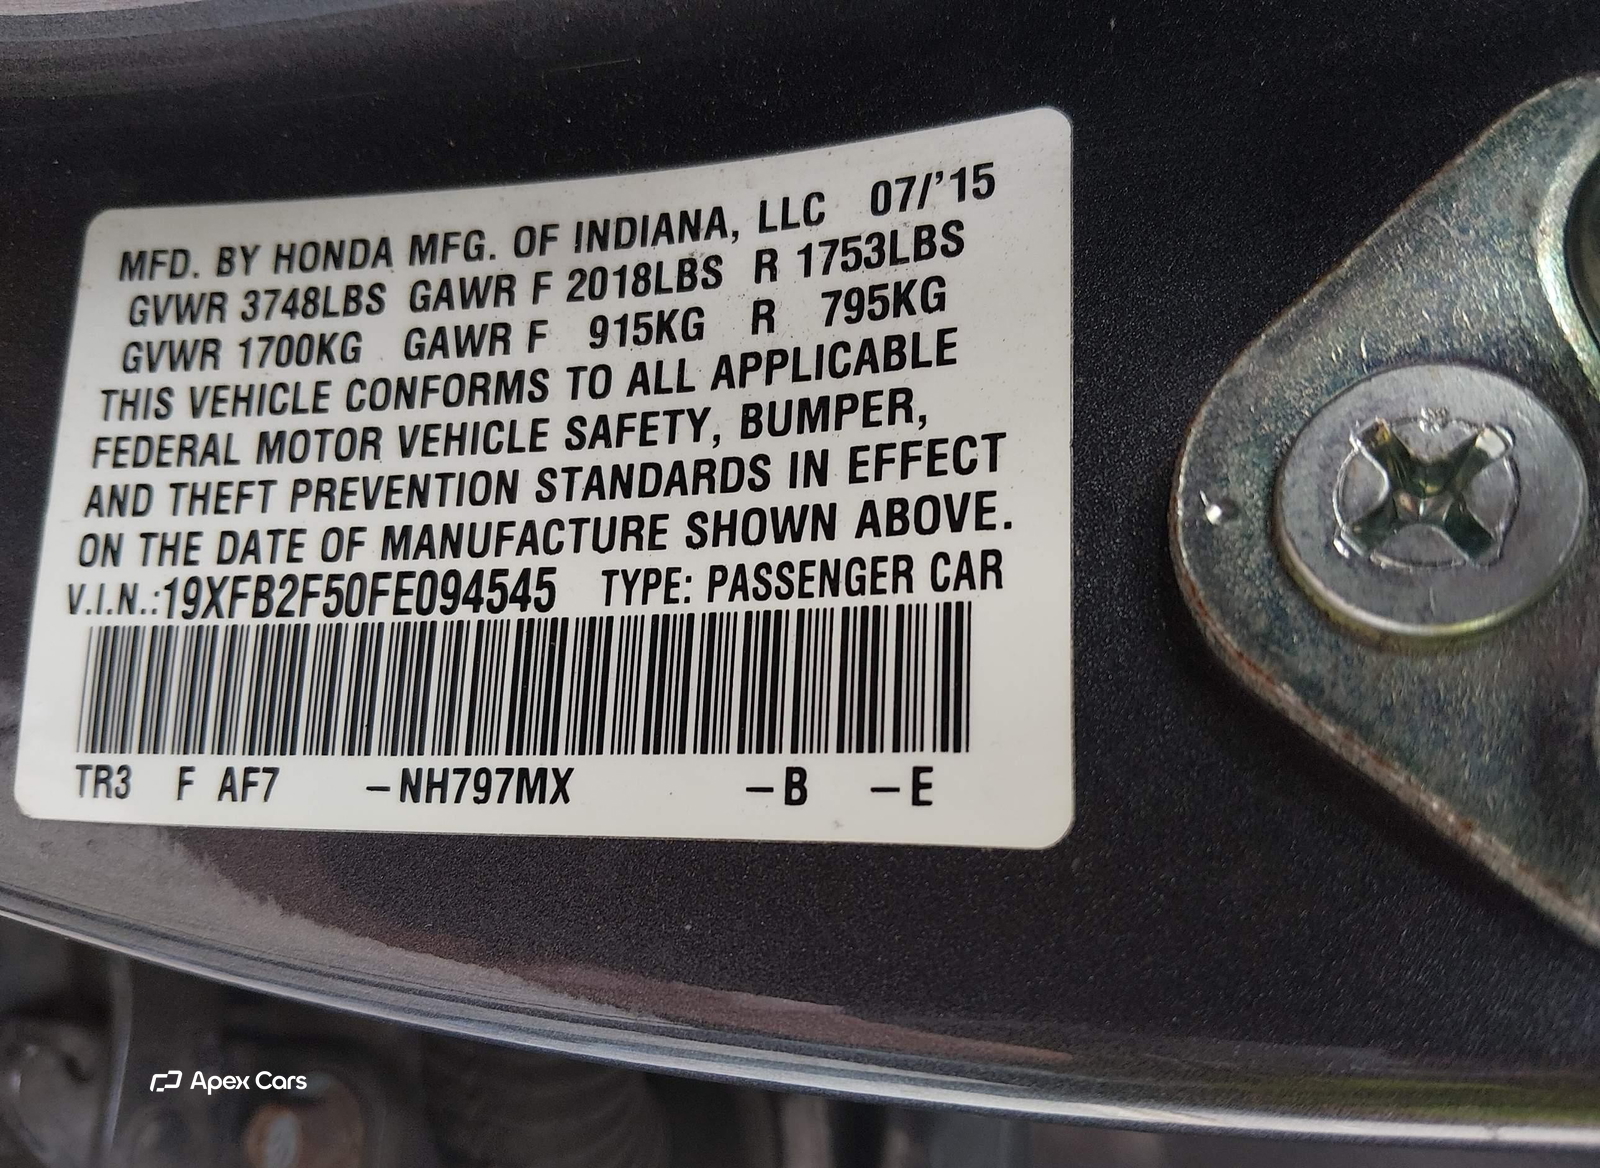 MFD. BY HONDA MFG. OF INDIANA, LLC 07/'15
GVWR 3748LBS GAWR F 2018LBS R 1753LBS
GVWR 1700KG GAWR F 915KG R 795KG
THIS VEHICLE CONFORMS TO ALL APPLICABLE
FEDERAL MOTOR VEHICLE SAFETY, BUMPER,
AND THEFT PREVENTION STANDARDS IN EFFECT
ON THE DATE OF MANUFACTURE SHOWN ABOVE.
V.I.N.:19XFB2F50FE094545 TYPE: PASSENGER CAR
TR3 F AF7 –NH797MX –B –E
Apex Cars